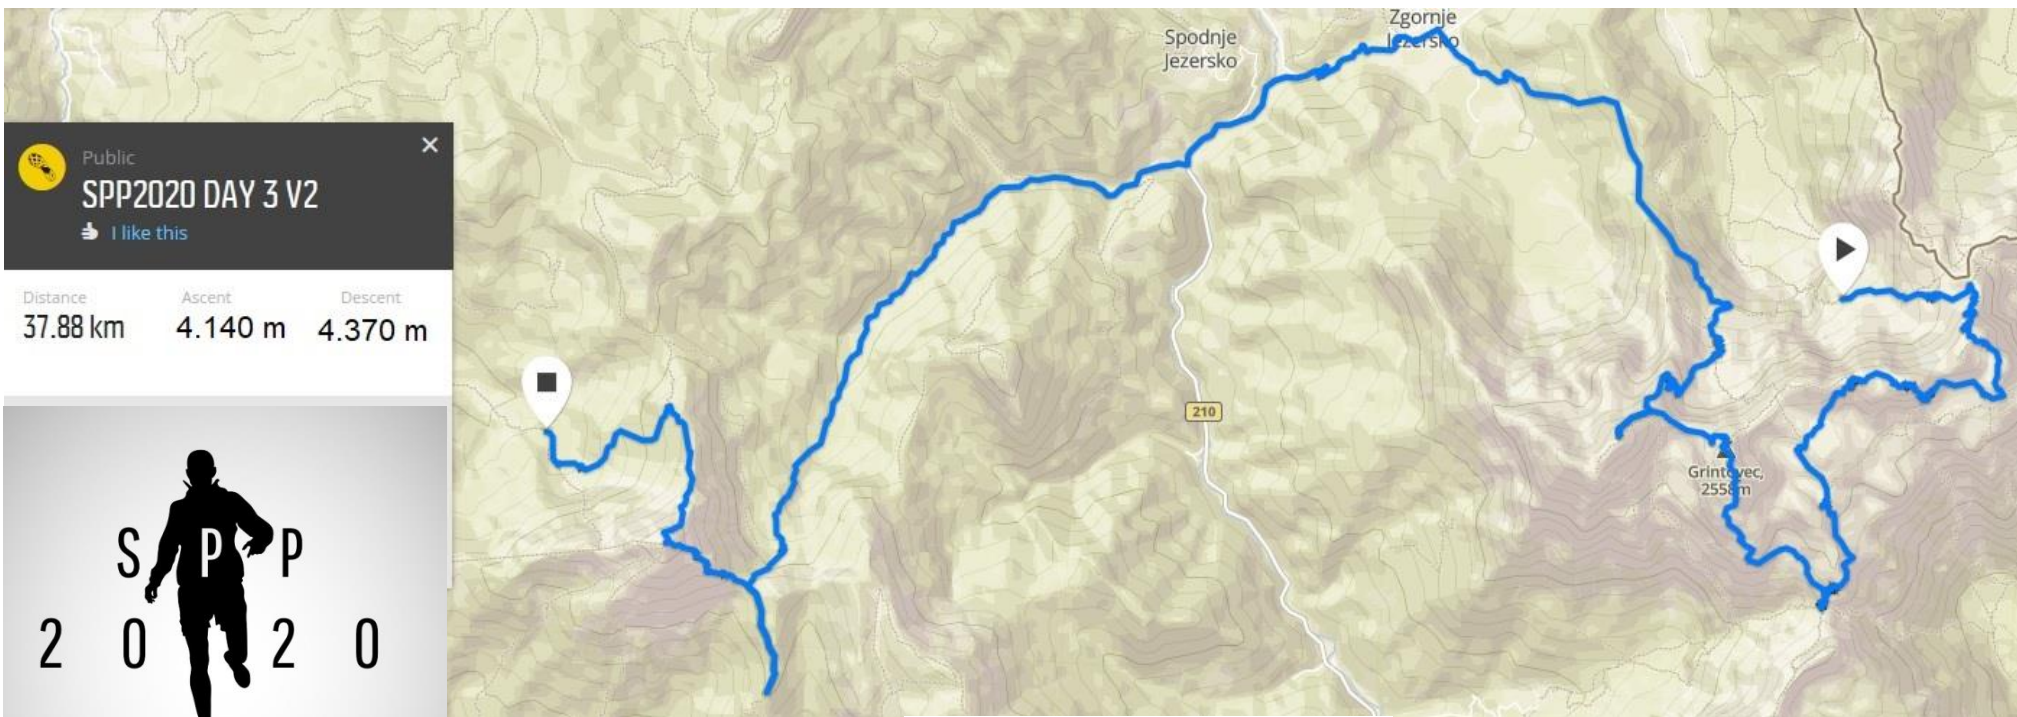 Public
SPP2020 DAY 3 V2
I like this
Distance
Ascent
Descent
37.88 km
4.140 m
4.370 m
S P P
2 0 2 0
Spodnje
Jezersko
Zgornje
Jezersko
210
Grintovec,
2558m